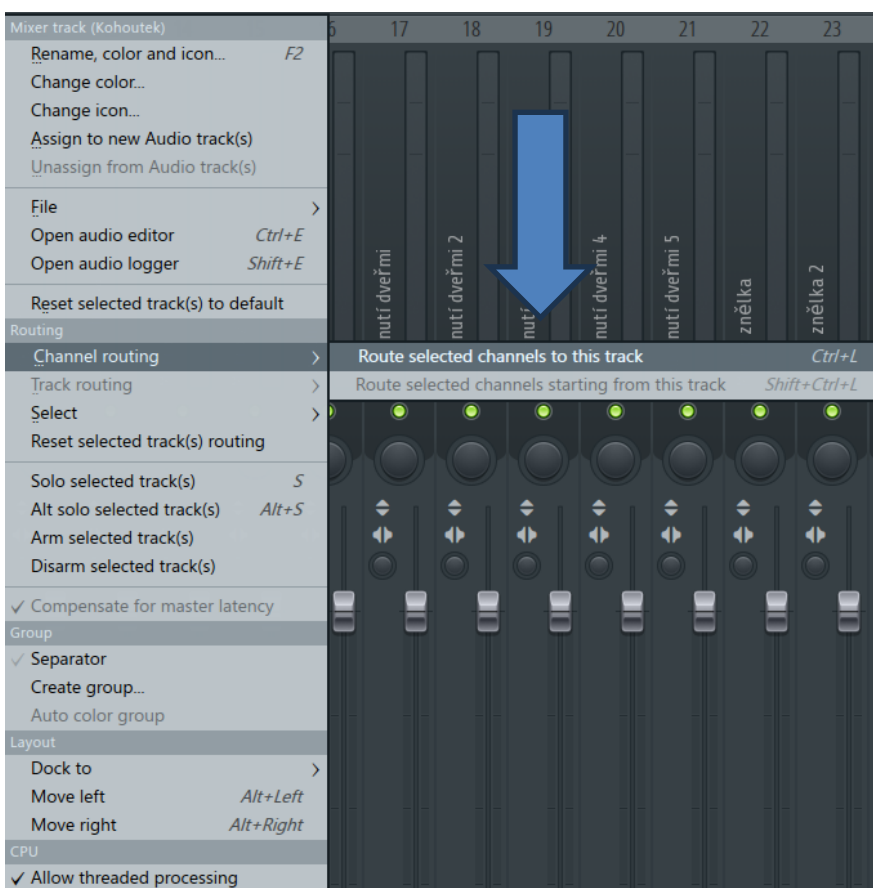 Mixer track (Kohoutek)
Rename, color and icon... F2
Change color...
Change icon...
Assign to new Audio track(s)
Unassign from Audio track(s)
File
Open audio editor Ctrl+E
Open audio logger Shift+E
Reset selected track(s) to default
Routing
Channel routing
Track routing
Select
Reset selected track(s) routing
Solo selected track(s) S
Alt solo selected track(s) Alt+S
Arm selected track(s)
Disarm selected track(s)
Compensate for master latency
Group
Separator
Create group...
Auto color group
Layout
Dock to
Move left Alt+Left
Move right Alt+Right
CPU
Allow threaded processing
Route selected channels to this track Ctrl+L
Route selected channels starting from this track Shift+Ctrl+L
6 17 18 19 20 21 22 23
nutí dveřmi
nutí dveřmi 2
nutí
nutí dveřmi 4
nutí dveřmi 5
znělka
znělka 2